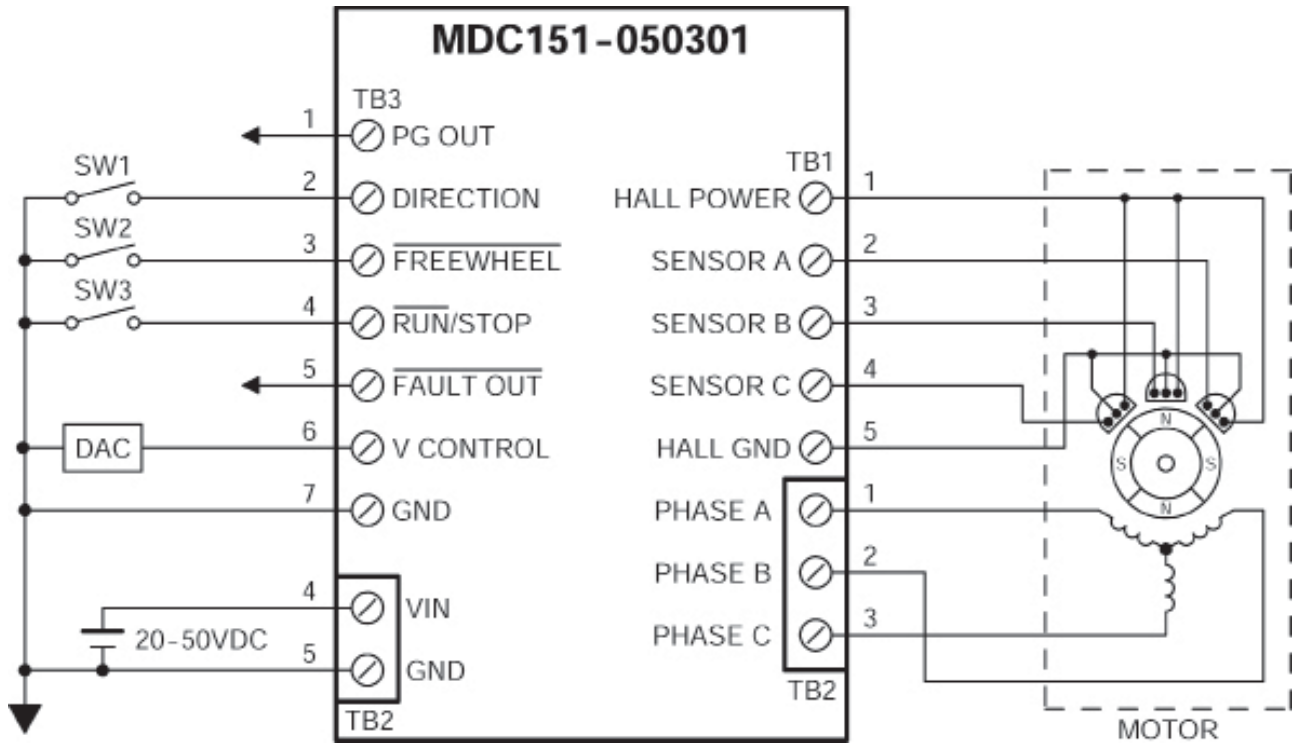 MDC151-050301
TB3
1 PG OUT
SW1
2 DIRECTION
SW2
3 FREEWHEEL
SW3
4 RUN/STOP
5 FAULT OUT
DAC
6 V CONTROL
7 GND
4 VIN
20-50VDC
5 GND
TB2
TB1
HALL POWER 1
SENSOR A 2
SENSOR B 3
SENSOR C 4
HALL GND 5
PHASE A 1
PHASE B 2
PHASE C 3
TB2
N
S S
N
MOTOR